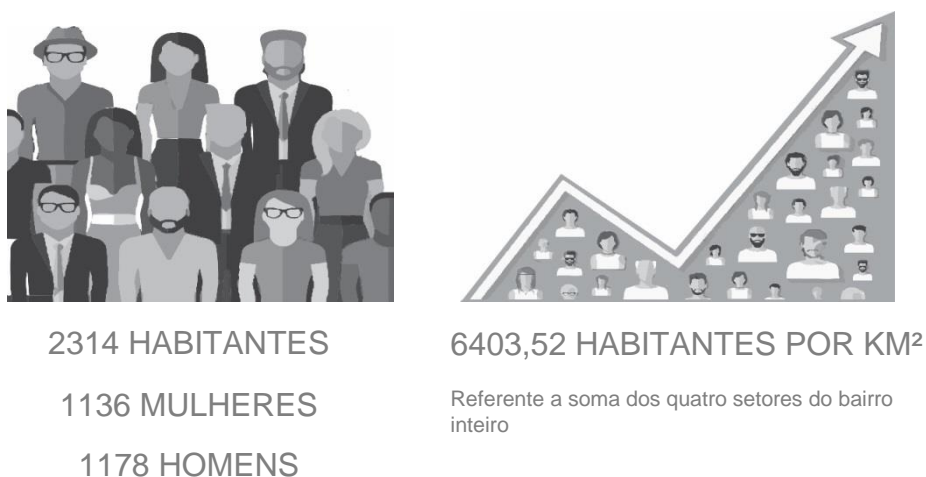 2314 HABITANTES
1136 MULHERES
1178 HOMENS
6403,52 HABITANTES POR KM²
Referente a soma dos quatro setores do bairro
inteiro